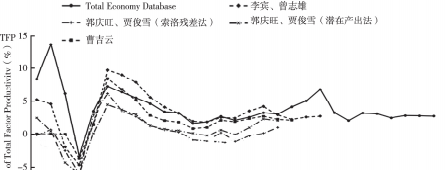 Total Economy Database
李宾、曾志雄
郭庆旺、贾俊雪（索洛残差法）
郭庆旺、贾俊雪（潜在产出法）
曹吉云
TFP
15
10
5
0
−5
of Total Factor Productivity（%）